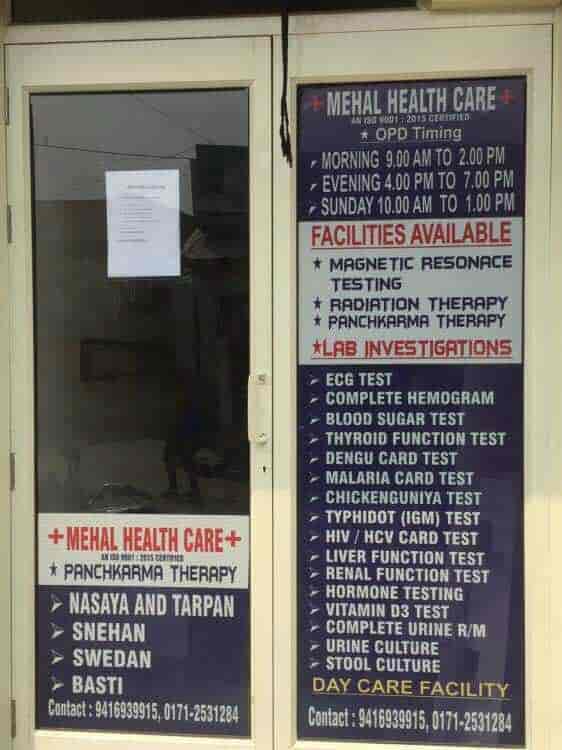 + MEHAL HEALTH CARE +
AN ISO 9001 : 2015 CERTIFIED
★ PANCHKARMA THERAPY
➢ NASAYA AND TARPAN
➢ SNEHAN
➢ SWEDAN
➢ BASTI
Contact : 9416939915, 0171-2531284
+ MEHAL HEALTH CARE +
AN ISO 9001 : 2015 CERTIFIED
★ OPD Timing
➢ MORNING 9.00 AM TO 2.00 PM
➢ EVENING 4.00 PM TO 7.00 PM
➢ SUNDAY 10.00 AM TO 1.00 PM
FACILITIES AVAILABLE
★ MAGNETIC RESONACE
TESTING
★ RADIATION THERAPY
★ PANCHKARMA THERAPY
★LAB INVESTIGATIONS
➢ ECG TEST
➢ COMPLETE HEMOGRAM
➢ BLOOD SUGAR TEST
➢ THYROID FUNCTION TEST
➢ DENGU CARD TEST
➢ MALARIA CARD TEST
➢ CHICKENGUNIYA TEST
➢ TYPHIDOT (IGM) TEST
➢ HIV / HCV CARD TEST
➢ LIVER FUNCTION TEST
➢ RENAL FUNCTION TEST
➢ HORMONE TESTING
➢ VITAMIN D3 TEST
➢ COMPLETE URINE R/M
➢ URINE CULTURE
➢ STOOL CULTURE
DAY CARE FACILITY
Contact : 9416939915, 0171-2531284